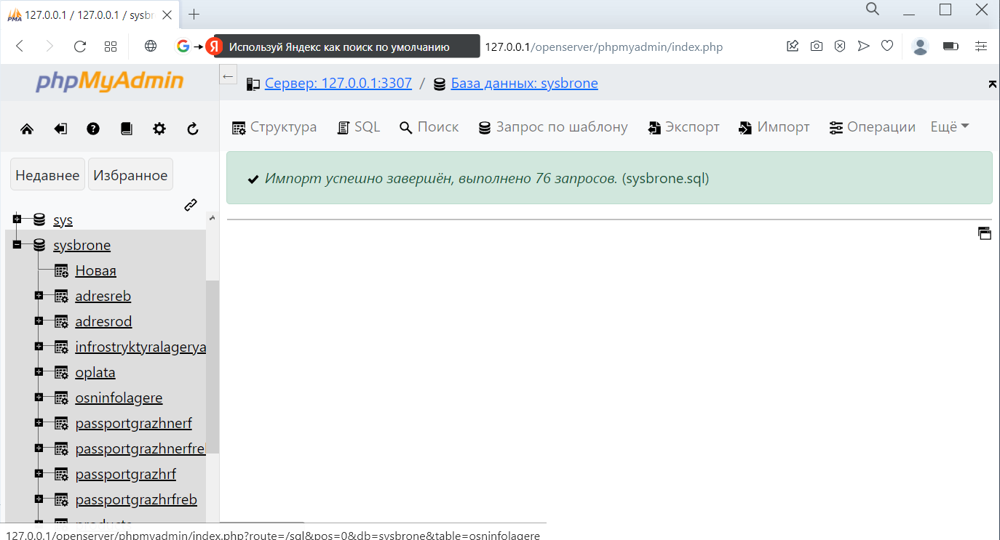 127.0.0.1 / 127.0.0.1 / sysbr
Используй Яндекс как поиск по умолчанию
127.0.0.1/openserver/phpmyadmin/index.php
phpMyAdmin
Сервер: 127.0.0.1:3307 / База данных: sysbrone
Структура SQL Поиск Запрос по шаблону Экспорт Импорт Операции Ещё
Недавнее Избранное
Импорт успешно завершён, выполнено 76 запросов. (sysbrone.sql)
sys
sysbrone
Новая
adresreb
adresrod
infrostryktyralagerya
oplata
osninfolagere
passportgrazhnerf
passportgrazhnerfreb
passportgrazhrf
passportgrazhrfreb
products
127.0.0.1/openserver/phpmyadmin/index.php?route=/sql&pos=0&db=sysbrone&table=osninfolagere